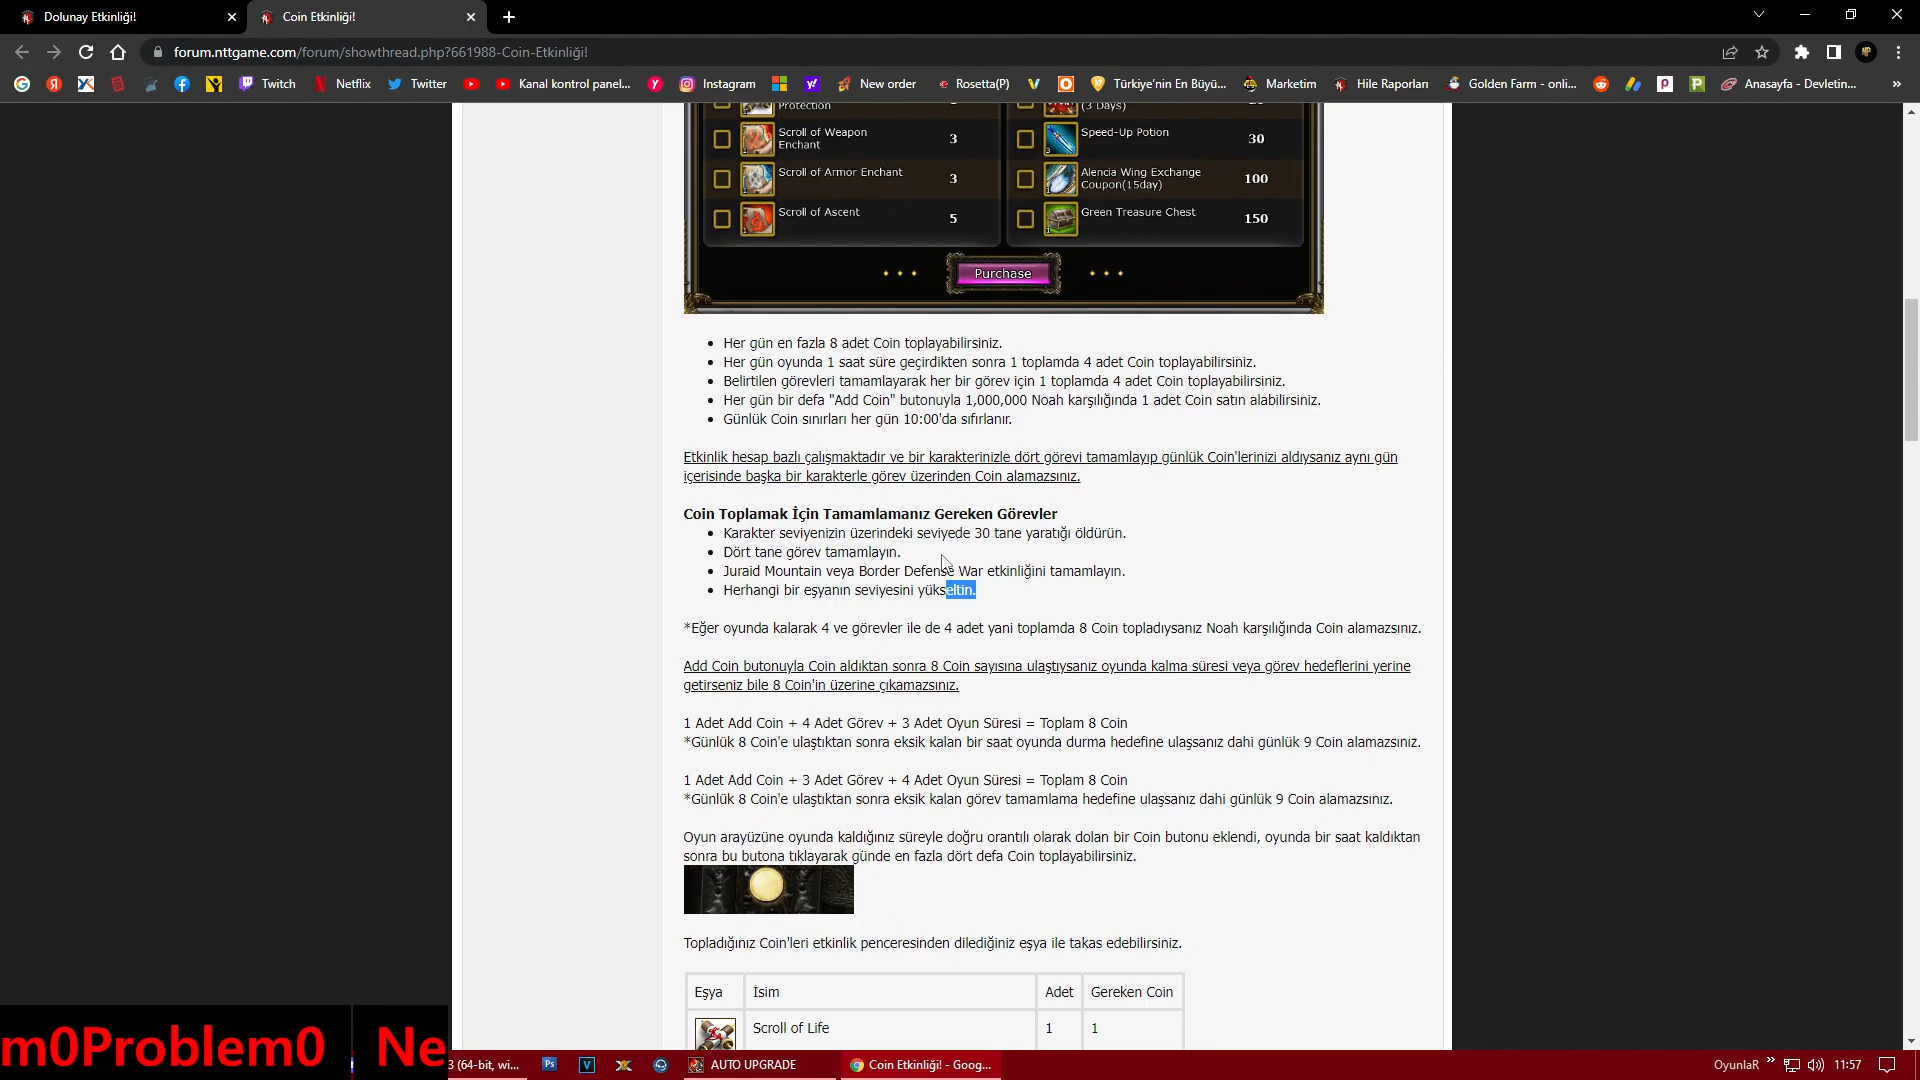 Dolunay Etkinliği!
Coin Etkinliği!
forum.nttgame.com/forum/showthread.php?661988-Coin-Etkinliği!
Twitch
Netflix
Twitter
Kanal kontrol paneli...
Instagram
New order
Rosetta(P)
Türkiye'nin En Büyü...
Marketim
Hile Raporları
Golden Farm - onli...
Anasayfa - Devletin...
Protection
(3 Days)
Scroll of Weapon
Enchant
3
Speed-Up Potion
30
Scroll of Armor Enchant
3
Alencia Wing Exchange
Coupon(15day)
100
Scroll of Ascent
5
Green Treasure Chest
150
Purchase
Her gün en fazla 8 adet Coin toplayabilirsiniz.
Her gün oyunda 1 saat süre geçirdikten sonra 1 toplamda 4 adet Coin toplayabilirsiniz.
Belirtilen görevleri tamamlayarak her bir görev için 1 toplamda 4 adet Coin toplayabilirsiniz.
Her gün bir defa "Add Coin" butonuyla 1,000,000 Noah karşılığında 1 adet Coin satın alabilirsiniz.
Günlük Coin sınırları her gün 10:00'da sıfırlanır.
Etkinlik hesap bazlı çalışmaktadır ve bir karakterinizle dört görevi tamamlayıp günlük Coin'lerinizi aldıysanız aynı gün
içerisinde başka bir karakterle görev üzerinden Coin alamazsınız.
Coin Toplamak İçin Tamamlamanız Gereken Görevler
Karakter seviyenizin üzerindeki seviyede 30 tane yaratığı öldürün.
Dört tane görev tamamlayın.
Juraid Mountain veya Border Defense War etkinliğini tamamlayın.
Herhangi bir eşyanın seviyesini yükseltin.
*Eğer oyunda kalarak 4 ve görevler ile de 4 adet yani toplamda 8 Coin topladıysanız Noah karşılığında Coin alamazsınız.
Add Coin butonuyla Coin aldıktan sonra 8 Coin sayısına ulaştıysanız oyunda kalma süresi veya görev hedeflerini yerine
getirseniz bile 8 Coin'in üzerine çıkamazsınız.
1 Adet Add Coin + 4 Adet Görev + 3 Adet Oyun Süresi = Toplam 8 Coin
*Günlük 8 Coin'e ulaştıktan sonra eksik kalan bir saat oyunda durma hedefine ulaşsanız dahi günlük 9 Coin alamazsınız.
1 Adet Add Coin + 3 Adet Görev + 4 Adet Oyun Süresi = Toplam 8 Coin
*Günlük 8 Coin'e ulaştıktan sonra eksik kalan görev tamamlama hedefine ulaşsanız dahi günlük 9 Coin alamazsınız.
Oyun arayüzüne oyunda kaldığınız süreyle doğru orantılı olarak dolan bir Coin butonu eklendi, oyunda bir saat kaldıktan
sonra bu butona tıklayarak günde en fazla dört defa Coin toplayabilirsiniz.
Topladığınız Coin'leri etkinlik penceresinden dilediğiniz eşya ile takas edebilirsiniz.
Eşya İsim Adet Gereken Coin
Scroll of Life 1 1
m0Problem0 Ne
3 (64-bit, wi...
AUTO UPGRADE
Coin Etkinliği! - Goog...
OyunlaR
11:57